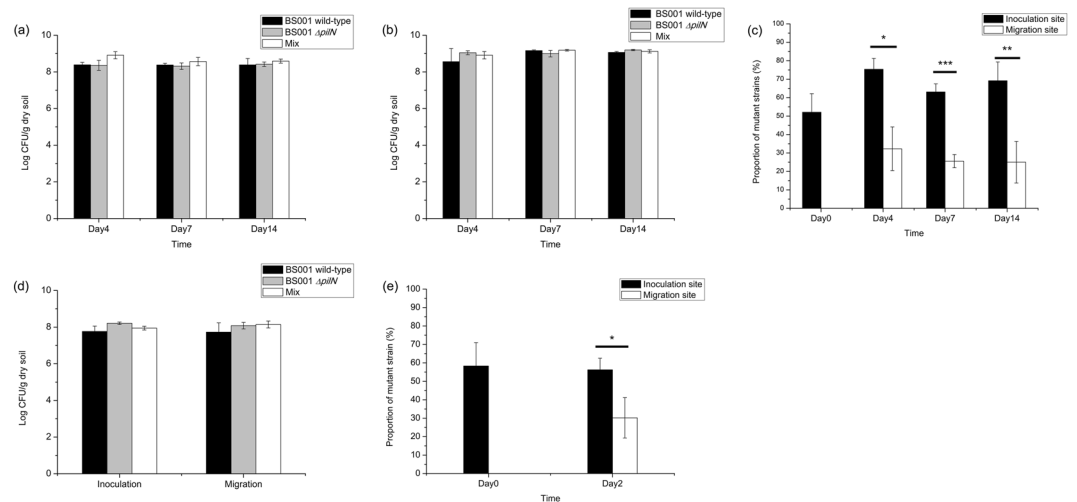 (a)
BS001 wild-type
BS001 ΔpilN
Mix
10
8
6
4
2
0
Log CFU/g dry soil
Day4 Day7 Day14
Time
(b)
BS001 wild-type
BS001 ΔpilN
Mix
10
8
6
4
2
0
Log CFU/g dry soil
Day4 Day7 Day14
Time
(c)
Inoculation site
Migration site
100
90
80
70
60
50
40
30
20
10
0
Proportion of mutant strains (%)
* *** **
Day0 Day4 Day7 Day14
Time
(d)
BS001 wild-type
BS001 ΔpilN
Mix
10
8
6
4
2
0
Log CFU/g dry soil
Inoculation Migration
(e)
Inoculation site
Migration site
100
90
80
70
60
50
40
30
20
10
0
Proportion of mutant strain (%)
*
Day0 Day2
Time